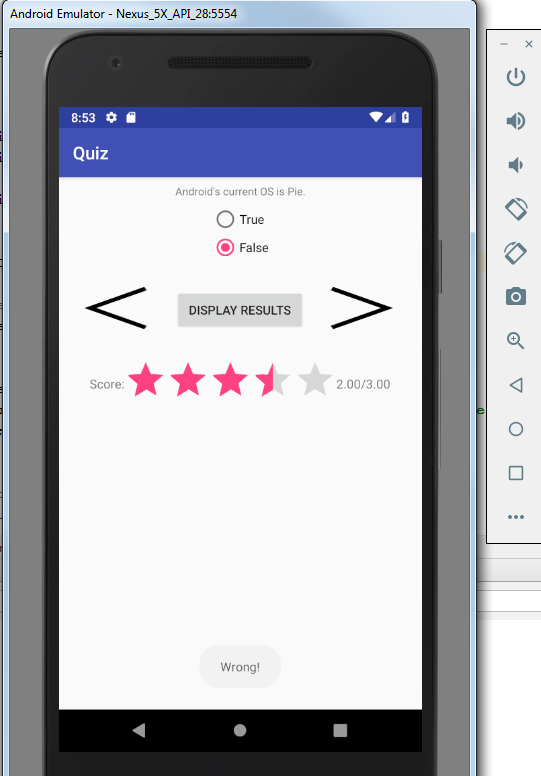 Android Emulator - Nexus_5X_API_28:5554
8:53
Quiz
Android's current OS is Pie.
True
False
DISPLAY RESULTS
Score: 2.00/3.00
Wrong!